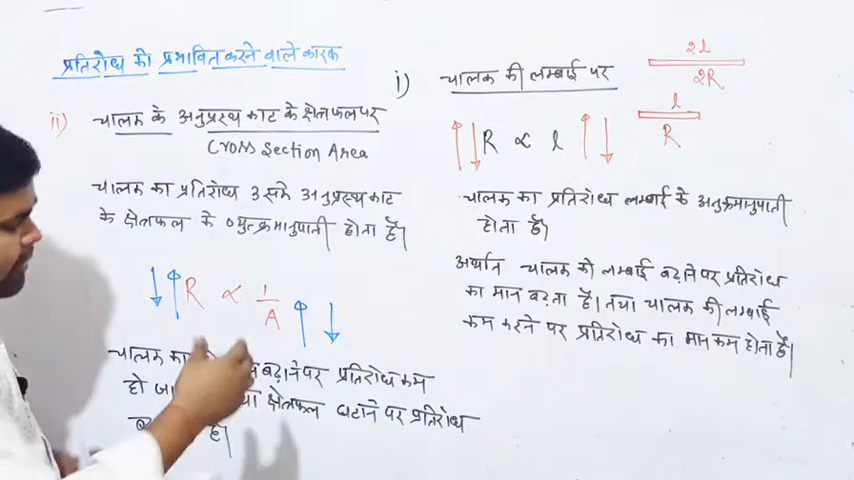 प्रतिरोध को प्रभावित करने वाले कारक
i) चालक की लम्बाई पर
2l
2R
l
R
R ∝ l
चालक का प्रतिरोध लम्बाई के अनुक्रमानुपाती
होता है।
अर्थात चालक की लम्बाई बढ़ाने पर प्रतिरोध
का मान बढ़ता है। तथा चालक की लम्बाई
कम करने पर प्रतिरोध का मान कम होता है।
ii) चालक के अनुप्रस्थ काट के क्षेत्रफल पर
Cross Section Area
चालक का प्रतिरोध उसके अनुप्रस्थ काट
के क्षेत्रफल के व्युत्क्रमानुपाती होता है।
R ∝ 1/A
चालक का बढ़ाने पर प्रतिरोध कम
हो क्षेत्रफल घटाने पर प्रतिरोध
है।